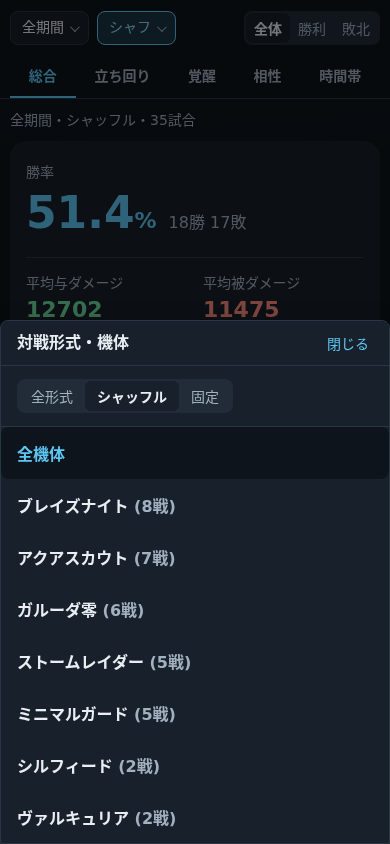 全期間 シャフ 全体 勝利 敗北
総合 立ち回り 覚醒 相性 時間帯
全期間・シャッフル・35試合
勝率
51.4% 18勝 17敗
平均与ダメージ 平均被ダメージ
12702 11475
対戦形式・機体 閉じる
全形式 シャッフル 固定
全機体
ブレイズナイト (8戦)
アクアスカウト (7戦)
ガルーダ零 (6戦)
ストームレイダー (5戦)
ミニマルガード (5戦)
シルフィード (2戦)
ヴァルキュリア (2戦)